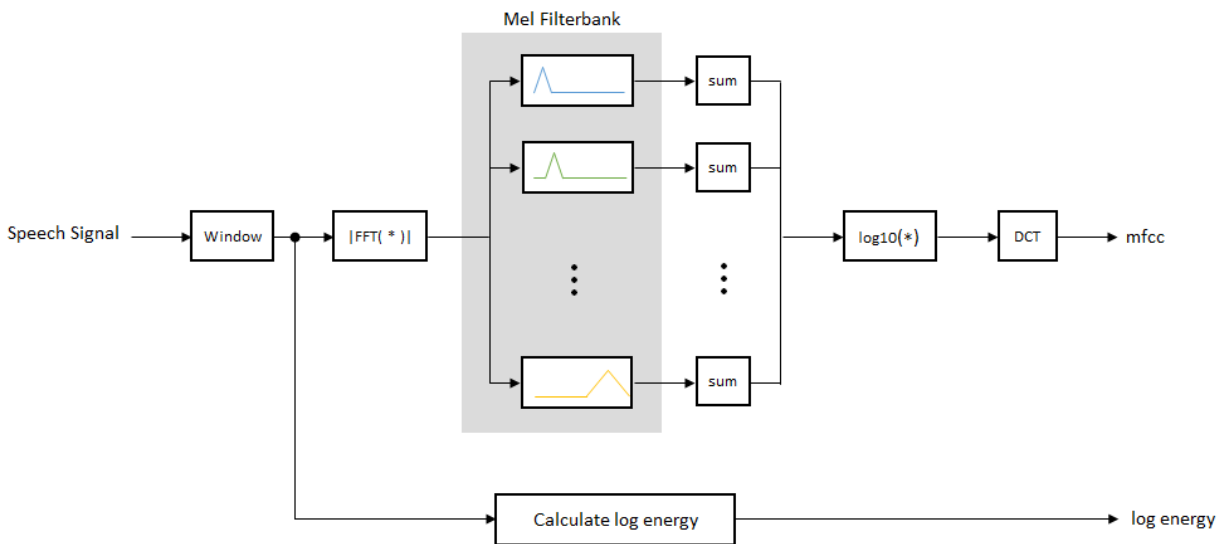 Mel Filterbank
sum
sum
Speech Signal
Window
|FFT( * )|
log10(*)
DCT
mfcc
sum
Calculate log energy
log energy